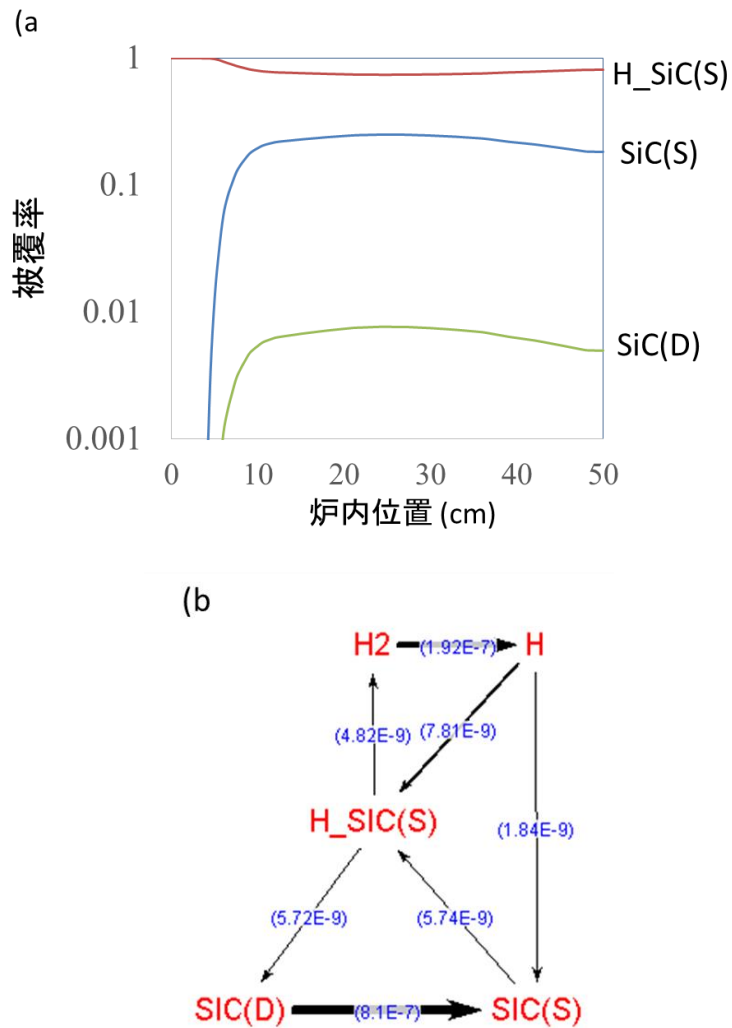 (a
1
0.1
0.01
0.001
被覆率
H_SiC(S)
SiC(S)
SiC(D)
0 10 20 30 40 50
炉内位置 (cm)
(b
H2 (1.92E-7) H
(4.82E-9) (7.81E-9)
H_SIC(S) (1.84E-9)
(5.72E-9) (5.74E-9)
SIC(D) (8.1E-7) SIC(S)